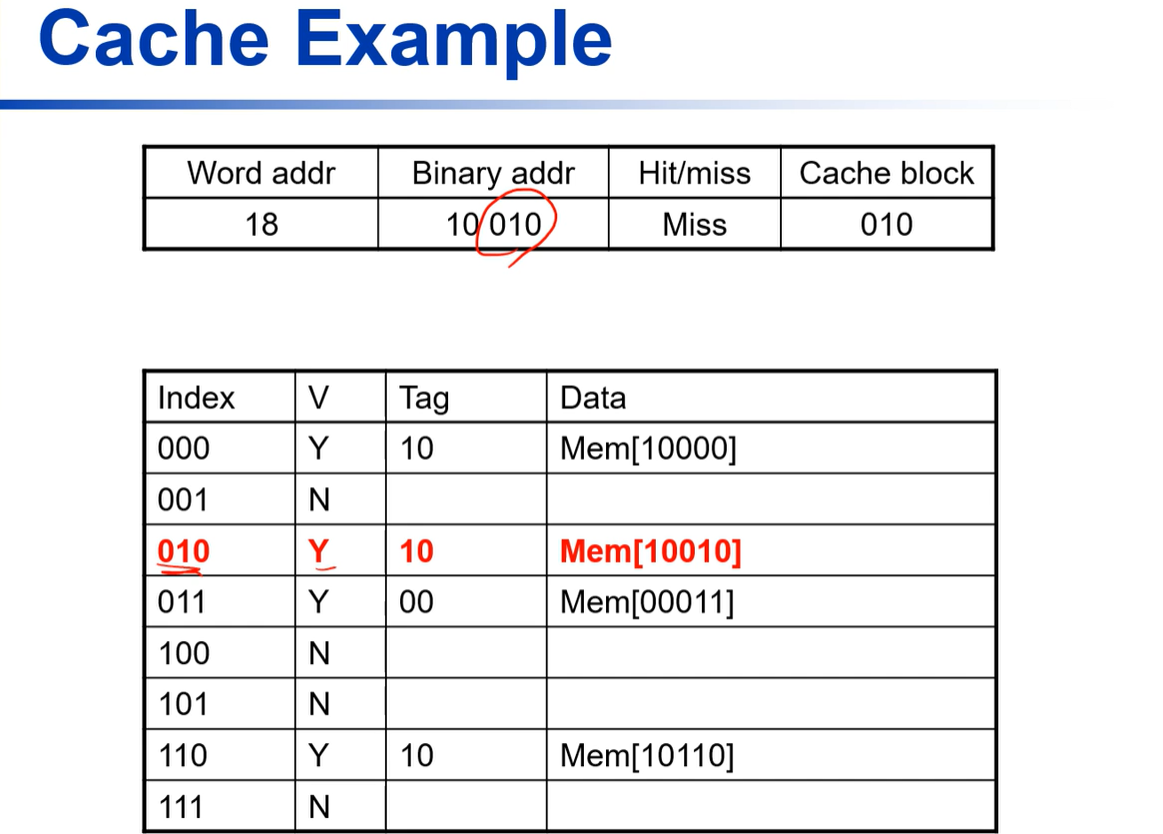 Cache Example
Word addr Binary addr Hit/miss Cache block
18 10 010 Miss 010
Index V Tag Data
000 Y 10 Mem[10000]
001 N
010 Y 10 Mem[10010]
011 Y 00 Mem[00011]
100 N
101 N
110 Y 10 Mem[10110]
111 N